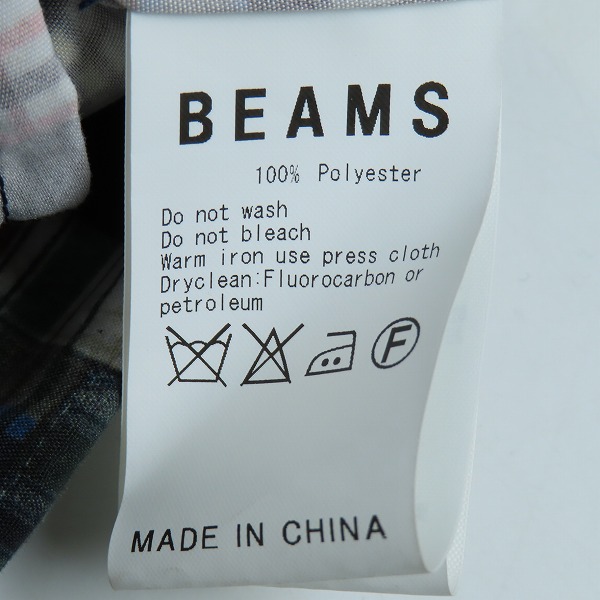 BEAMS
100% Polyester
Do not wash
Do not bleach
Warm iron use press cloth
Dryclean:Fluorocarbon or
petroleum
F
MADE IN CHINA